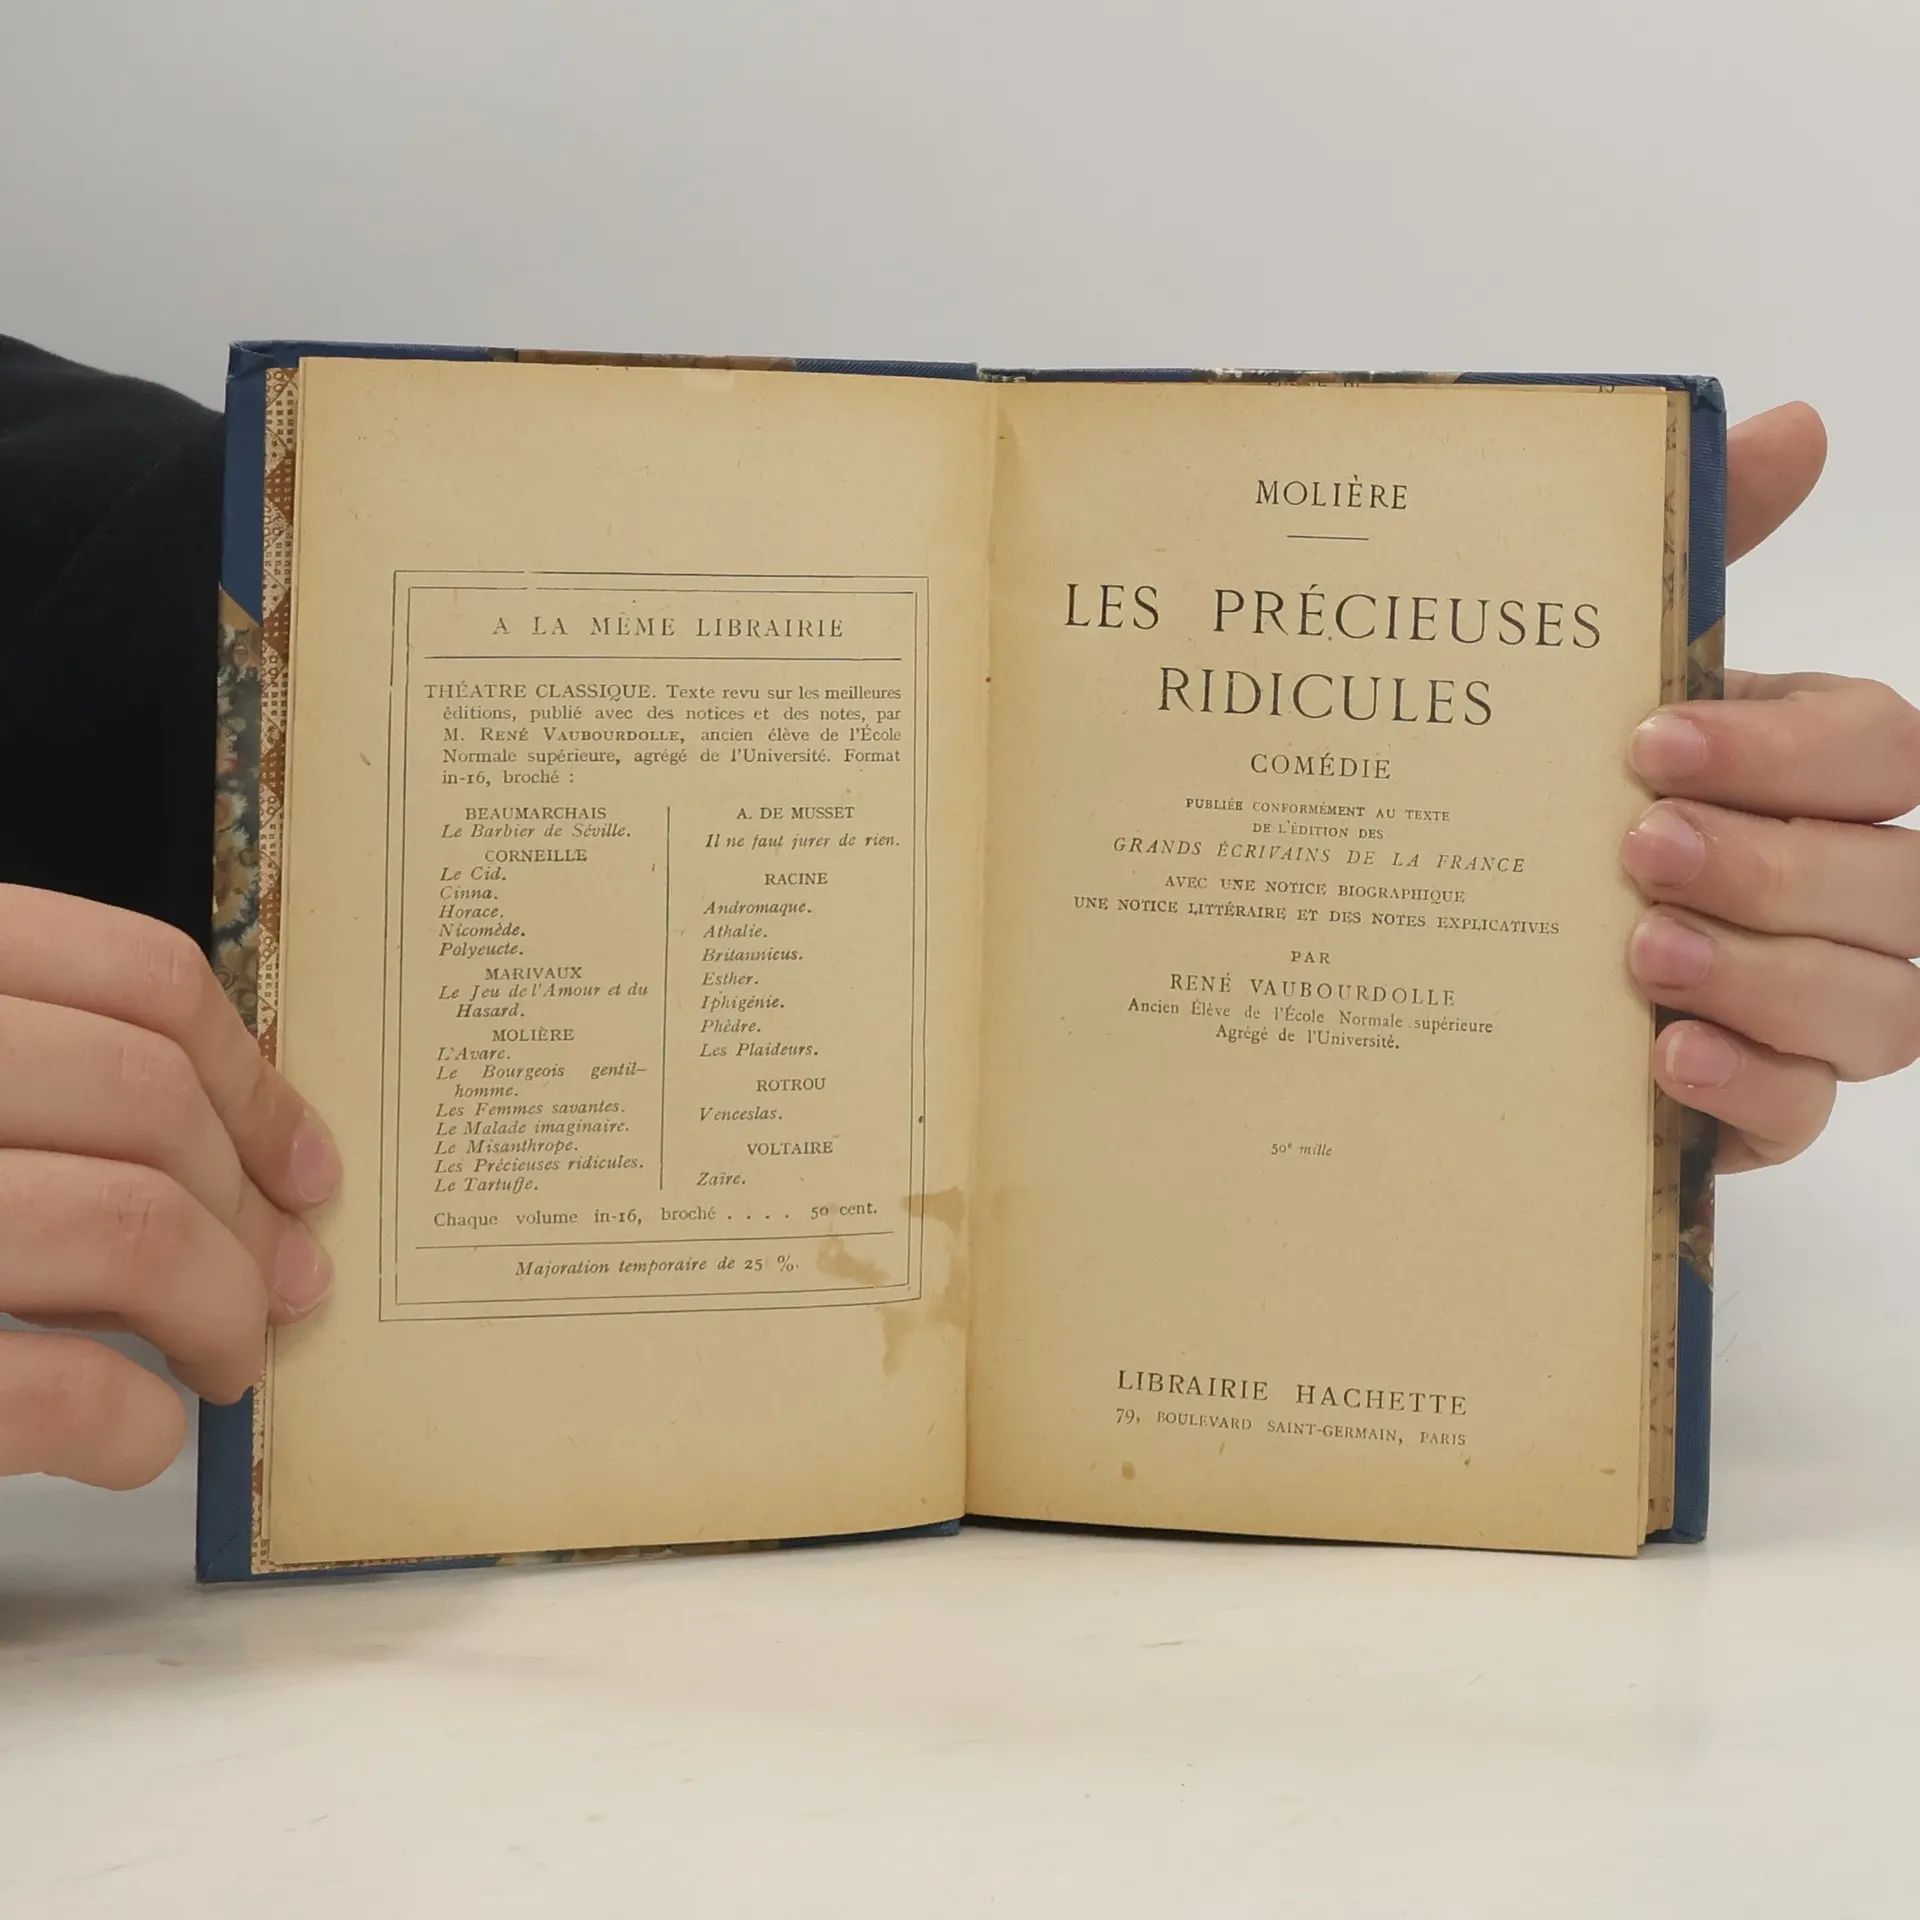 A LA MÊME LIBRAIRIE
THÉATRE CLASSIQUE. Texte revu sur les meilleures
éditions, publié avec des notices et des notes, par
M. RENÉ VAUBOURDOLLE, ancien élève de l'École
Normale supérieure, agrégé de l'Université. Format
in-16, broché :
BEAUMARCHAIS
Le Barbier de Séville.
CORNEILLE
Le Cid.
Cinna.
Horace.
Nicomède.
Polyeucte.
MARIVAUX
Le Jeu de l'Amour et du
Hasard.
MOLIÈRE
L'Avare.
Le Bourgeois gentil-
homme.
Les Femmes savantes.
Le Malade imaginaire.
Le Misanthrope.
Les Précieuses ridicules.
Le Tartuffe.
A. DE MUSSET
Il ne faut jurer de rien.
RACINE
Andromaque.
Athalie.
Britannicus.
Esther.
Iphigénie.
Phèdre.
Les Plaideurs.
ROTROU
Venceslas.
VOLTAIRE
Zaïre.
Chaque volume in-16, broché . . . . 50 cent.
Majoration temporaire de 25 %.
MOLIÈRE
LES PRÉCIEUSES
RIDICULES
COMÉDIE
PUBLIÉE CONFORMÉMENT AU TEXTE
DE L'ÉDITION DES
GRANDS ÉCRIVAINS DE LA FRANCE
AVEC UNE NOTICE BIOGRAPHIQUE
UNE NOTICE LITTÉRAIRE ET DES NOTES EXPLICATIVES
PAR
RENÉ VAUBOURDOLLE
Ancien Élève de l'École Normale supérieure
Agrégé de l'Université.
50e mille
LIBRAIRIE HACHETTE
79, BOULEVARD SAINT-GERMAIN, PARIS